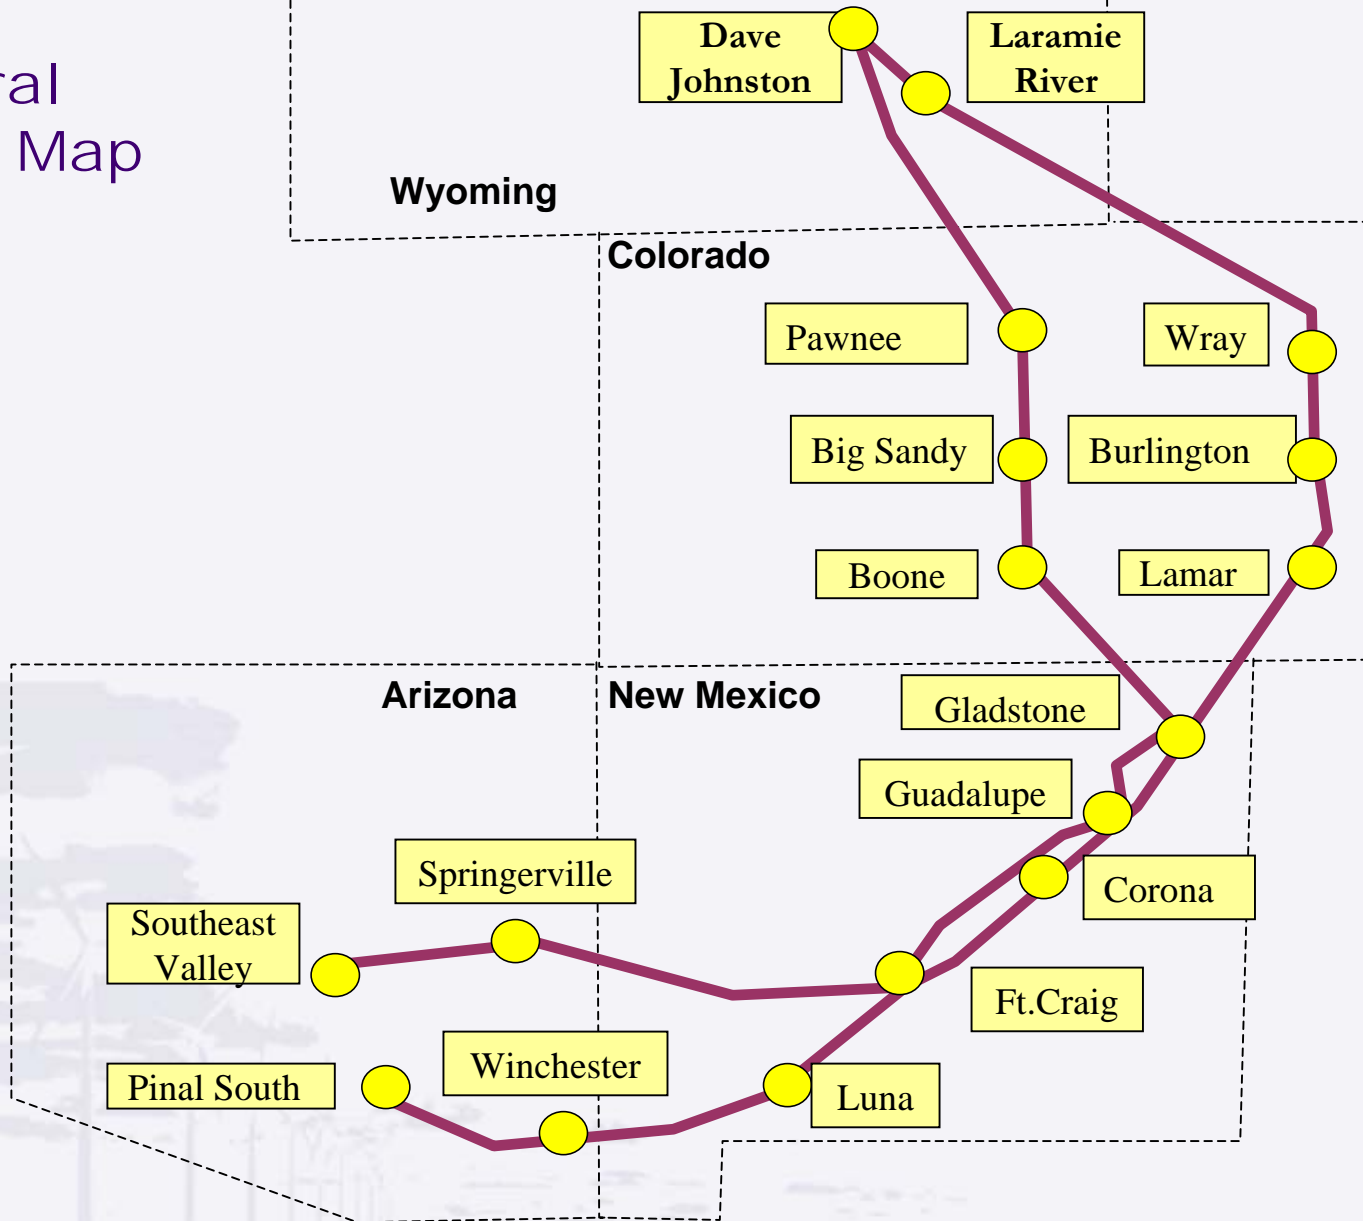 Map
Dave
Johnston
Laramie
River
Wyoming
Colorado
Pawnee
Wray
Big Sandy
Burlington
Boone
Lamar
Arizona
New Mexico
Gladstone
Guadalupe
Springerville
Corona
Southeast
Valley
Ft.Craig
Winchester
Pinal South
Luna